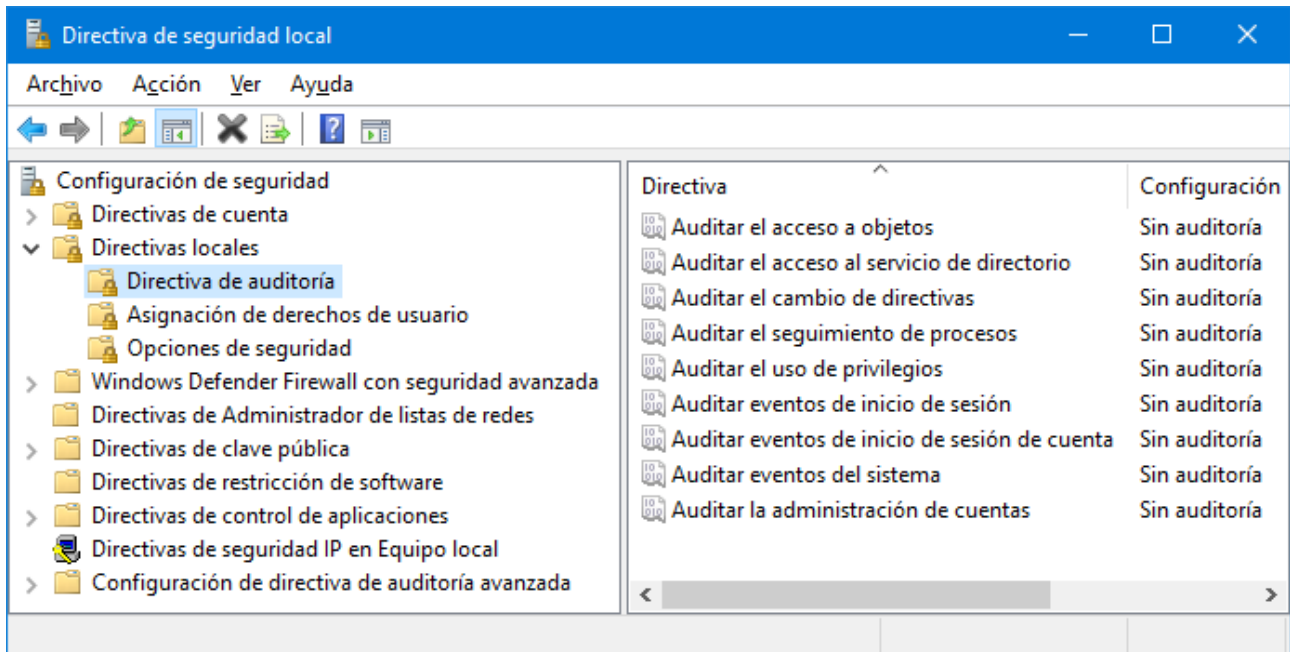 Directiva de seguridad local
Archivo Acción Ver Ayuda
Configuración de seguridad
Directivas de cuenta
Directivas locales
Directiva de auditoría
Asignación de derechos de usuario
Opciones de seguridad
Windows Defender Firewall con seguridad avanzada
Directivas de Administrador de listas de redes
Directivas de clave pública
Directivas de restricción de software
Directivas de control de aplicaciones
Directivas de seguridad IP en Equipo local
Configuración de directiva de auditoría avanzada
Directiva Configuración
Auditar el acceso a objetos Sin auditoría
Auditar el acceso al servicio de directorio Sin auditoría
Auditar el cambio de directivas Sin auditoría
Auditar el seguimiento de procesos Sin auditoría
Auditar el uso de privilegios Sin auditoría
Auditar eventos de inicio de sesión Sin auditoría
Auditar eventos de inicio de sesión de cuenta Sin auditoría
Auditar eventos del sistema Sin auditoría
Auditar la administración de cuentas Sin auditoría